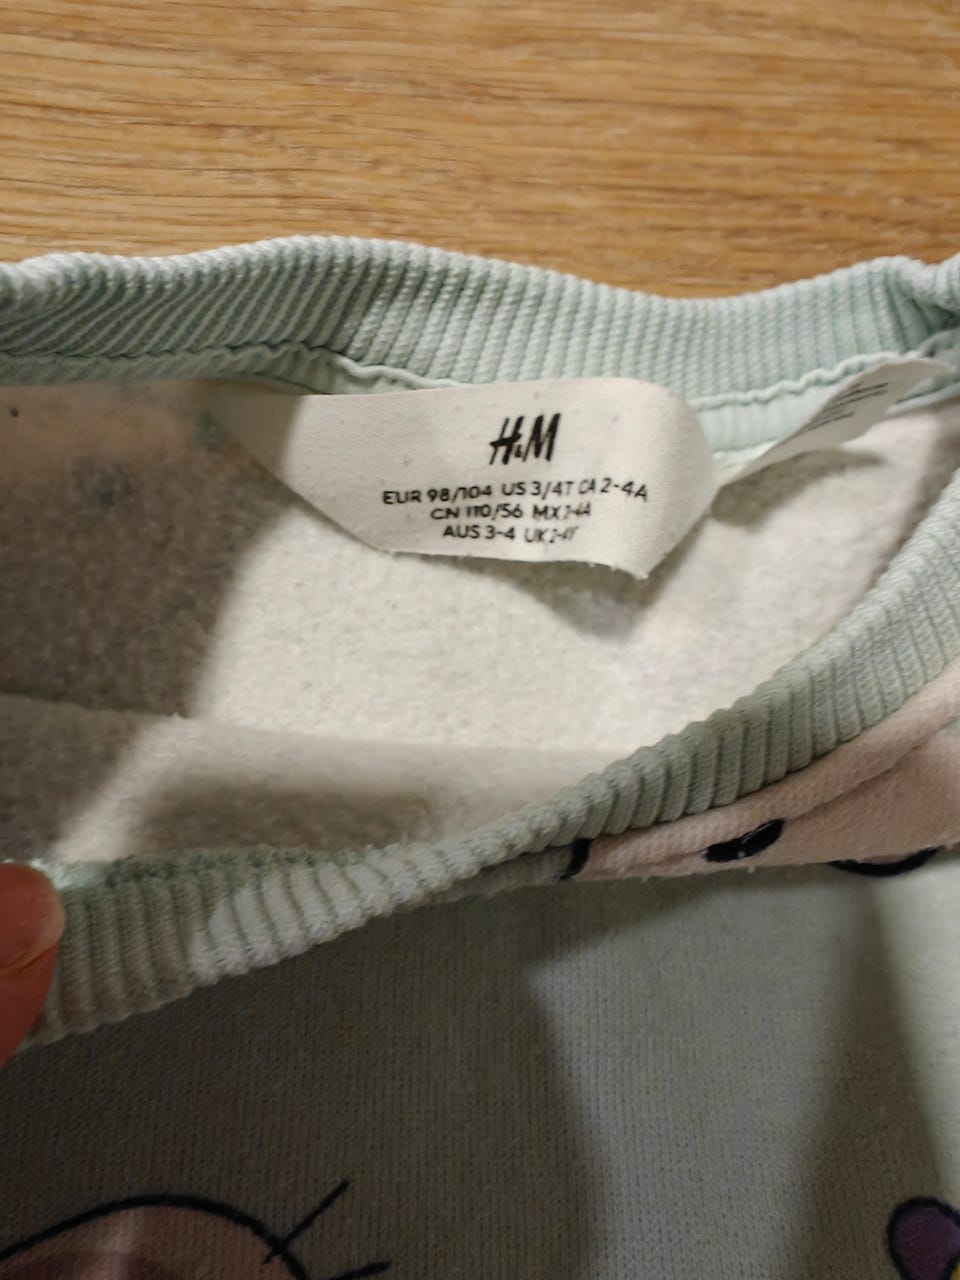 H&M
EUR 98/104 US 3/4T CA 2-4A
CN 110/56 MX 2-4A
AUS 3-4 UK 2-4Y